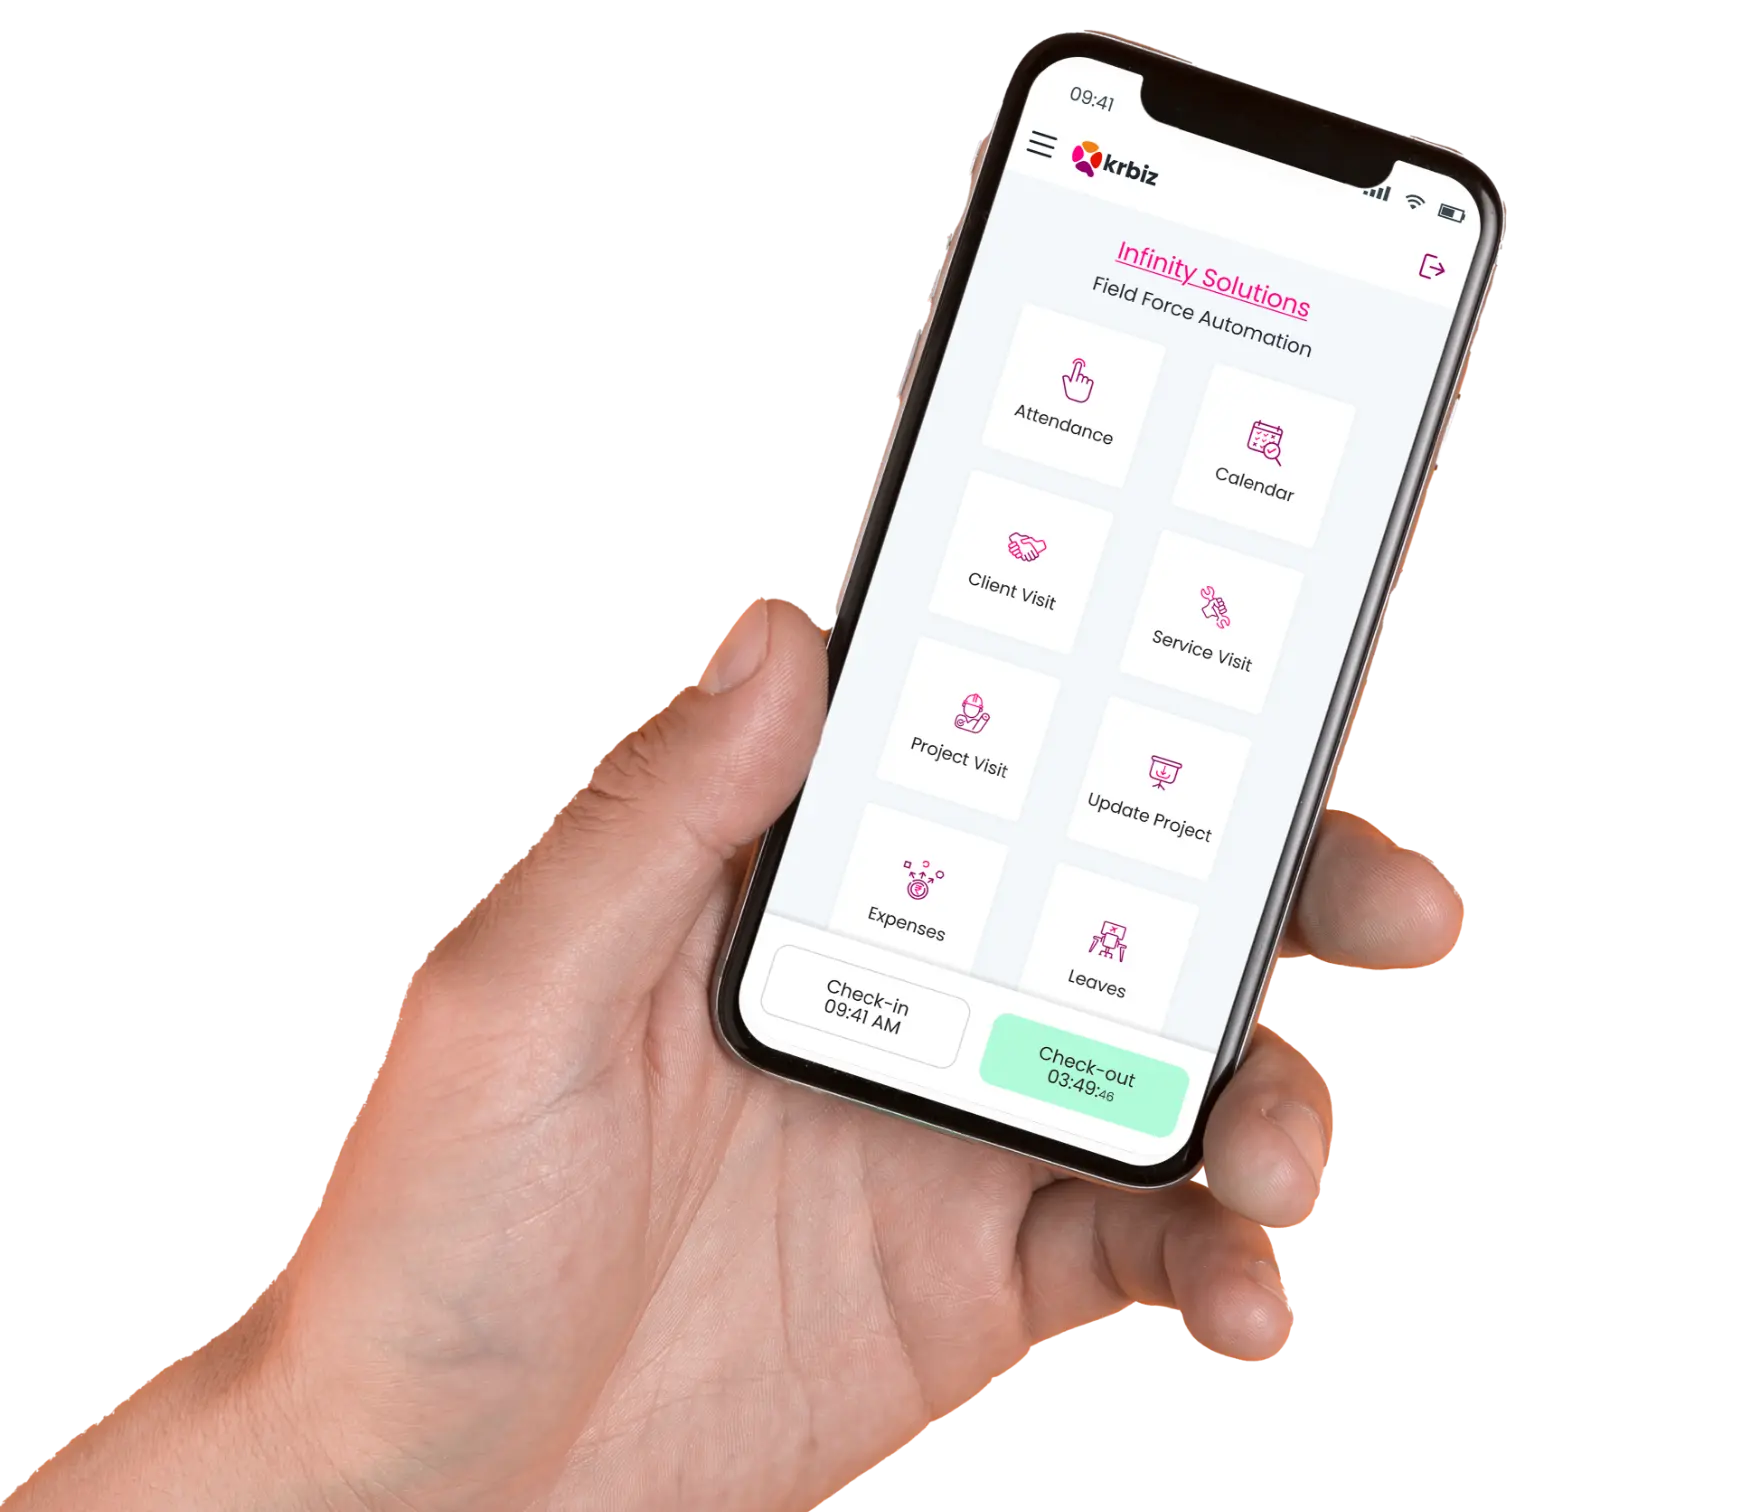 09:41
krbiz
Infinity Solutions
Field Force Automation
Attendance
Calendar
Client Visit
Service Visit
Project Visit
Update Project
Expenses
Leaves
Check-in
09:41 AM
Check-out
03:49:46